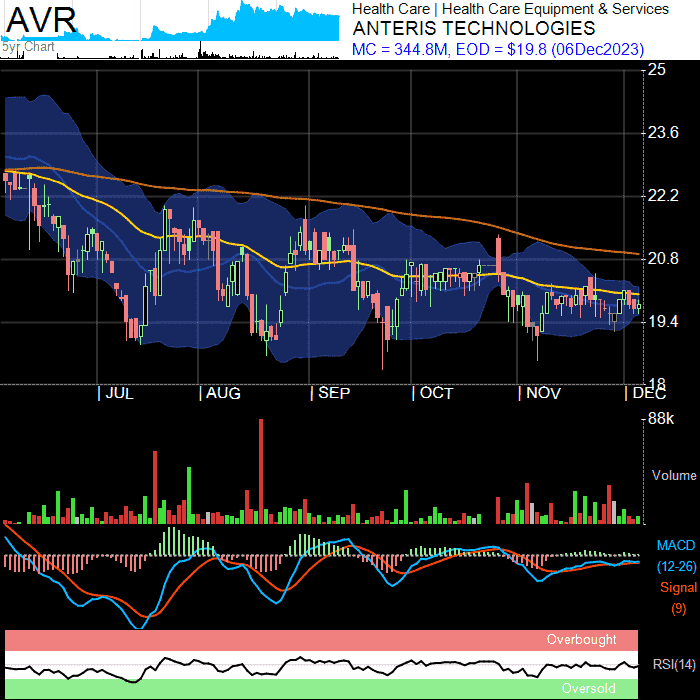 AVR
5yr Chart
Health Care | Health Care Equipment & Services
ANTERIS TECHNOLOGIES
MC = 344.8M, EOD = $19.8 (06Dec2023)
25
23.6
22.2
20.8
19.4
18
| JUL | AUG | SEP | OCT | NOV | DEC
88k
Volume
MACD
(12-26)
Signal
(9)
Overbought
RSI(14)
Oversold